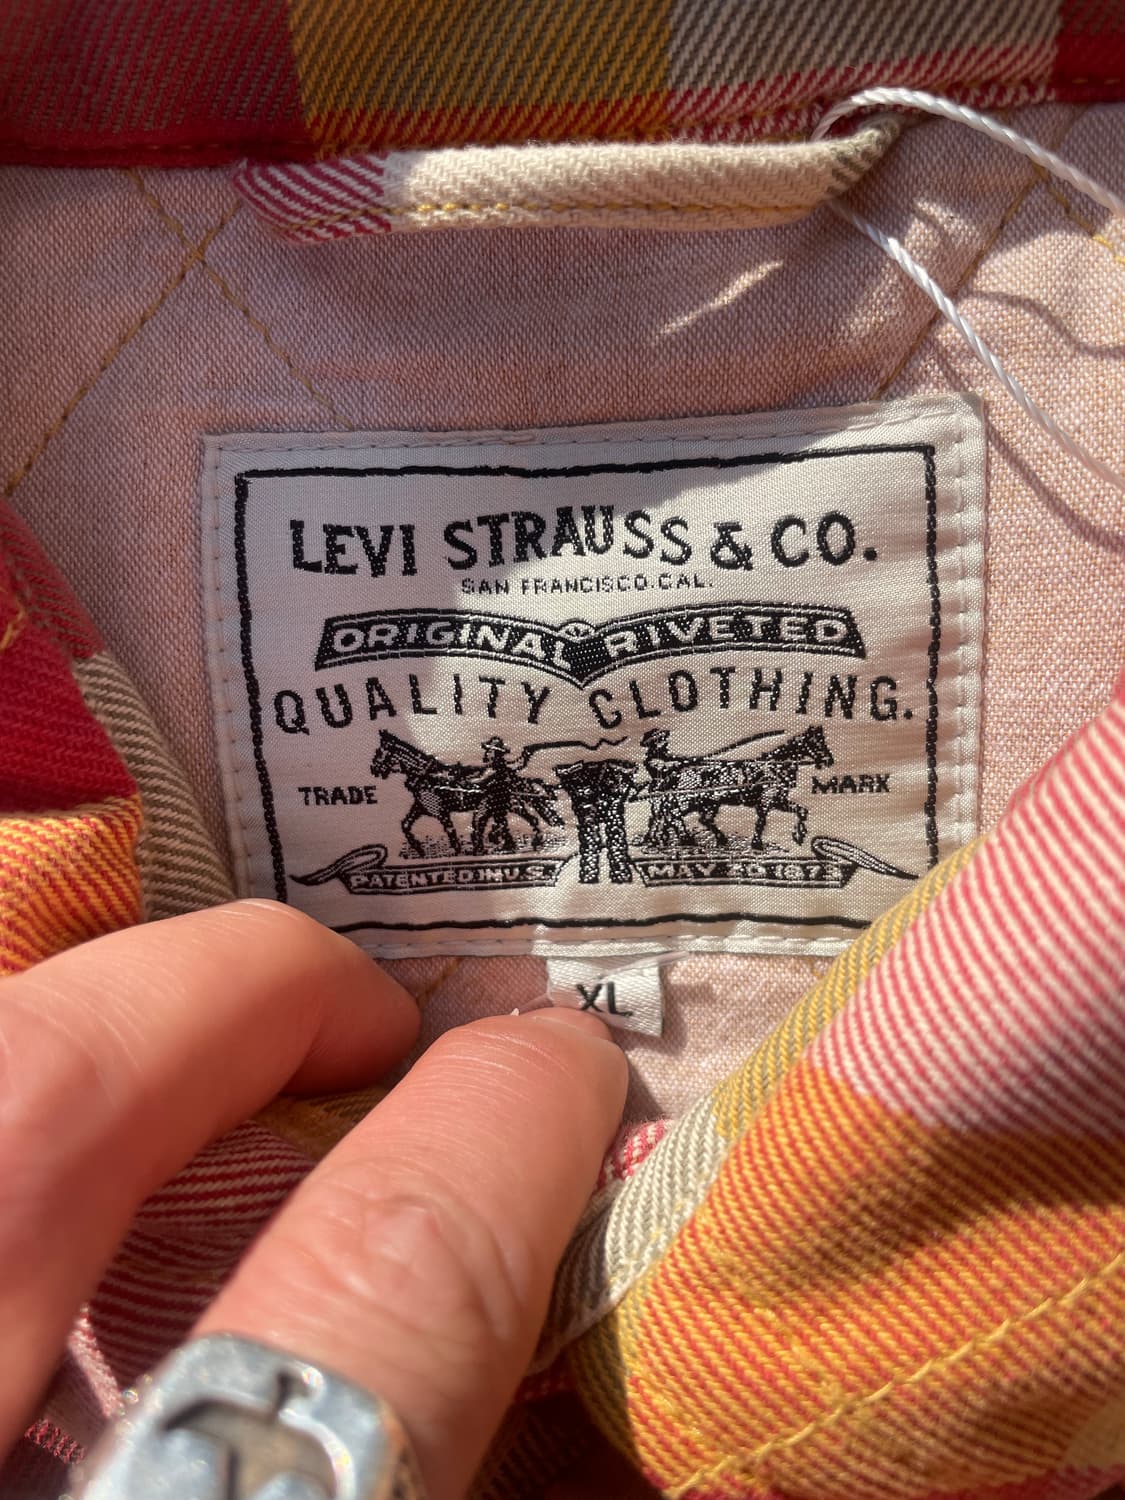 LEVI STRAUSS & CO.
SAN FRANCISCO.CAL.
ORIGINAL RIVETED
QUALITY CLOTHING.
TRADE MARK
PATENTED IN U.S. MAY 20 1873
XL